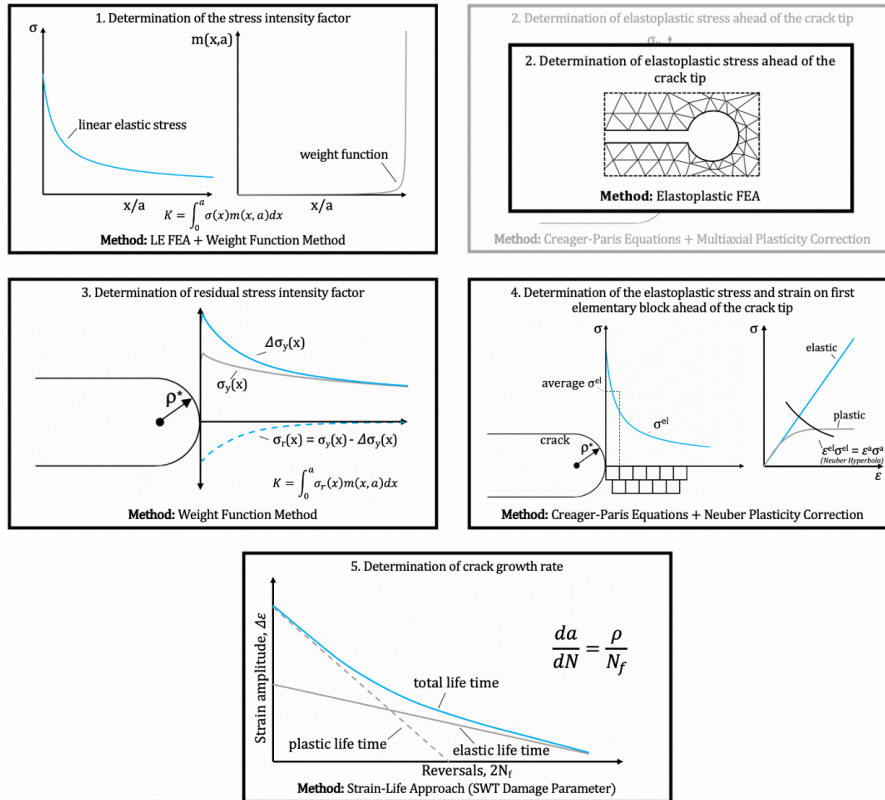 1. Determination of the stress intensity factor
σ
m(x,a)
linear elastic stress
weight function
x/a
x/a
K = ∫₀ᵃ σ(x)m(x, a)dx
Method: LE FEA + Weight Function Method
2. Determination of elastoplastic stress ahead of the crack tip
2. Determination of elastoplastic stress ahead of the
crack tip
Method: Elastoplastic FEA
Method: Creager-Paris Equations + Multiaxial Plasticity Correction
3. Determination of residual stress intensity factor
Δσy(x)
σy(x)
ρ*
σr(x) = σy(x) - Δσy(x)
K = ∫₀ᵃ σr(x)m(x, a)dx
Method: Weight Function Method
4. Determination of the elastoplastic stress and strain on first
elementary block ahead of the crack tip
σ
σ
elastic
average σᵉˡ
plastic
σᵉˡ
crack
ρ*
εᵉˡσᵉˡ = εᵃσᵃ
(Neuber Hyperbola)
ε
Method: Creager-Paris Equations + Neuber Plasticity Correction
5. Determination of crack growth rate
Strain amplitude, Δε
da/dN = ρ/Nf
total life time
plastic life time
elastic life time
Reversals, 2Nf
Method: Strain-Life Approach (SWT Damage Parameter)